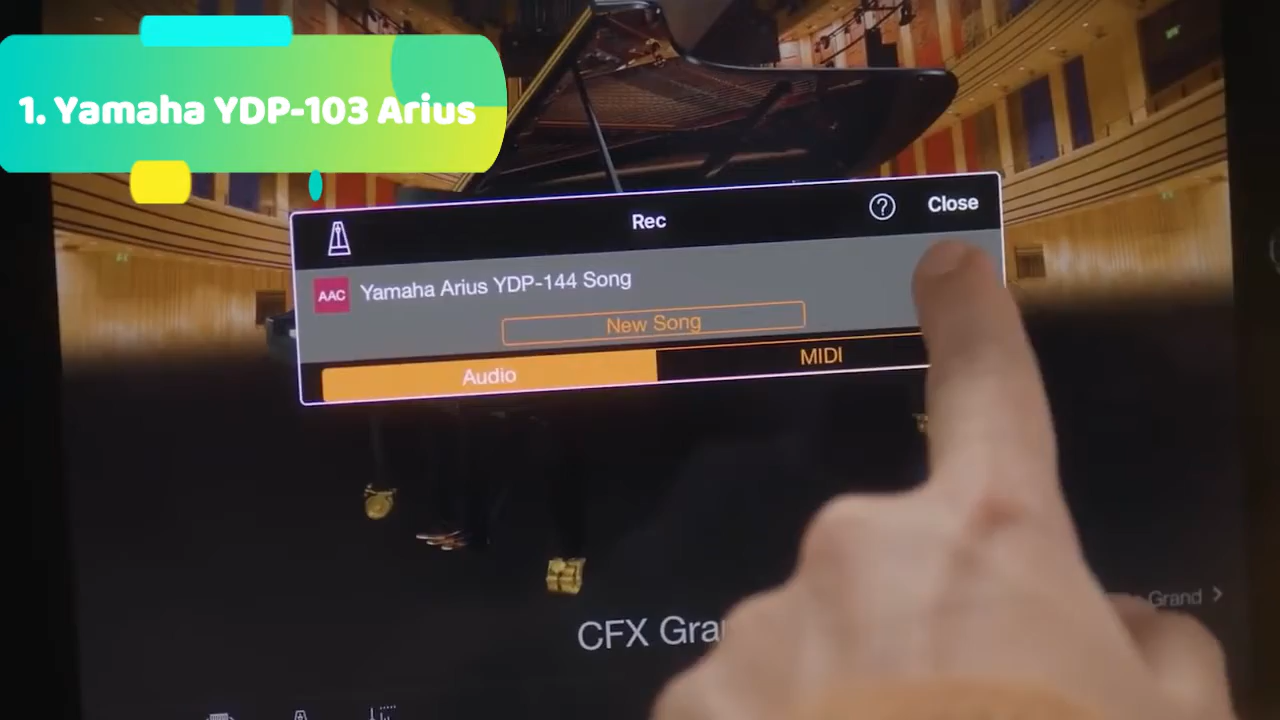 1. Yamaha YDP-103 Arius
Rec
Close
AAC
Yamaha Arius YDP-144 Song
New Song
Audio
MIDI
Grand
CFX